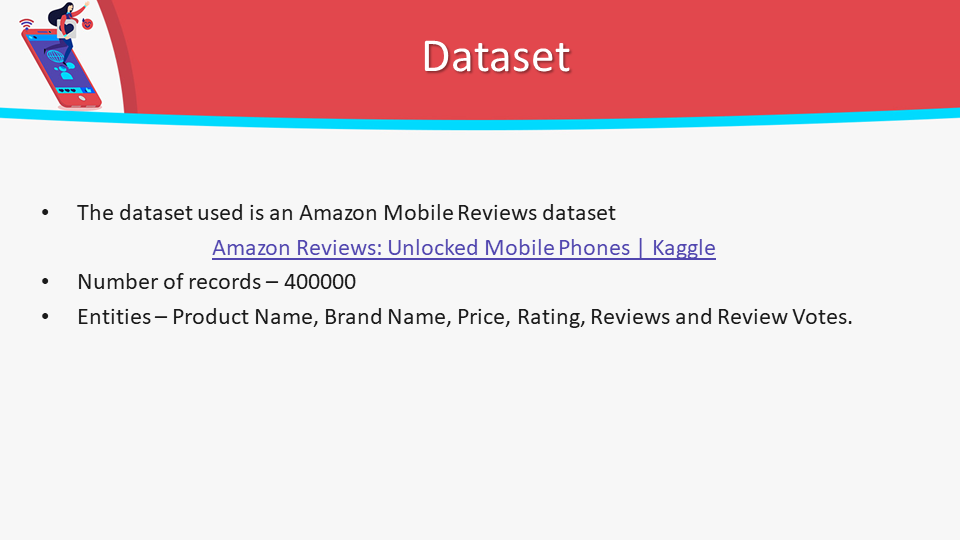 Dataset
• The dataset used is an Amazon Mobile Reviews dataset
Amazon Reviews: Unlocked Mobile Phones | Kaggle
• Number of records – 400000
• Entities – Product Name, Brand Name, Price, Rating, Reviews and Review Votes.